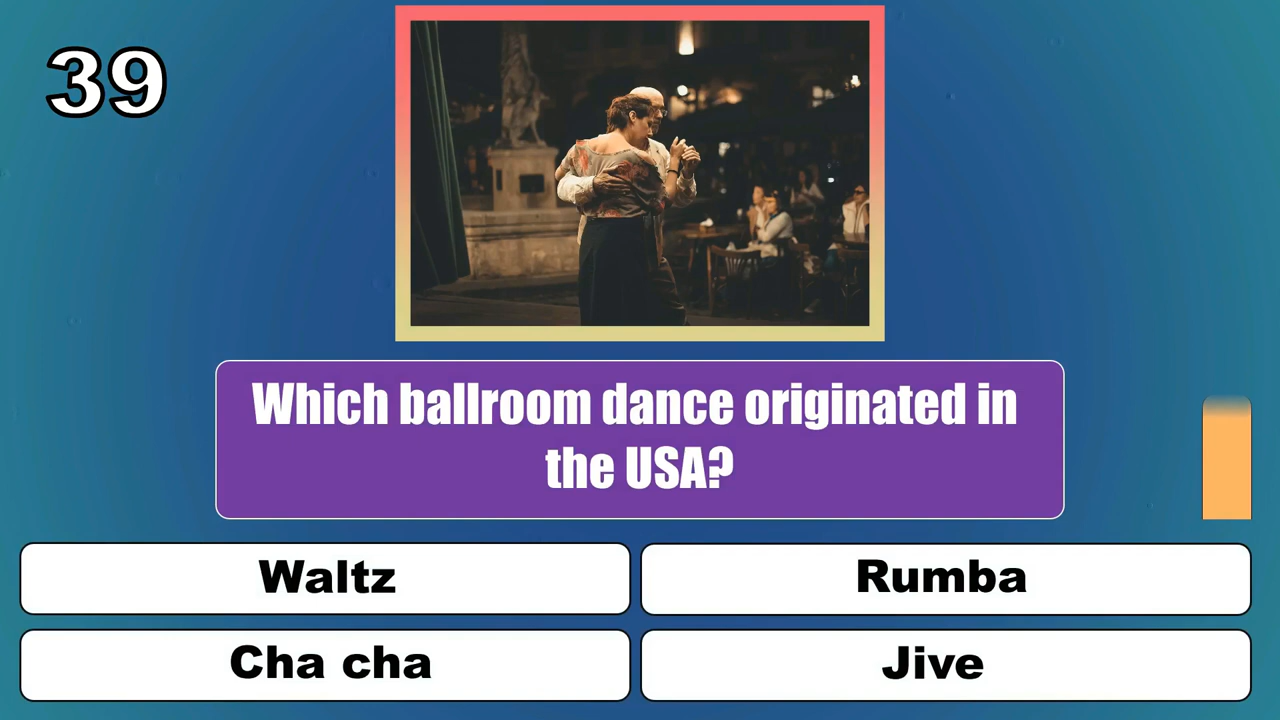 39
Which ballroom dance originated in
the USA?
Waltz
Rumba
Cha cha
Jive